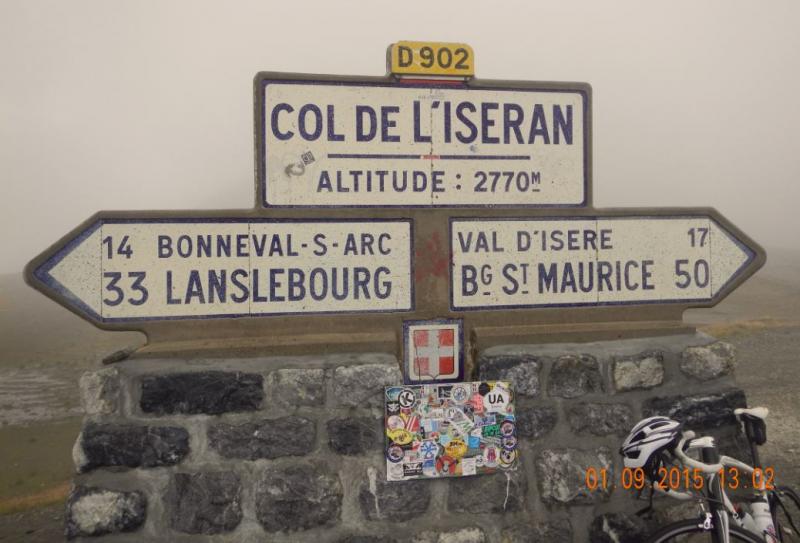 D902
COL DE L'ISERAN
ALTITUDE : 2770M
14 BONNEVAL-S-ARC
33 LANSLEBOURG
VAL D'ISERE 17
BG ST MAURICE 50
UA
01.09.2015 13:02